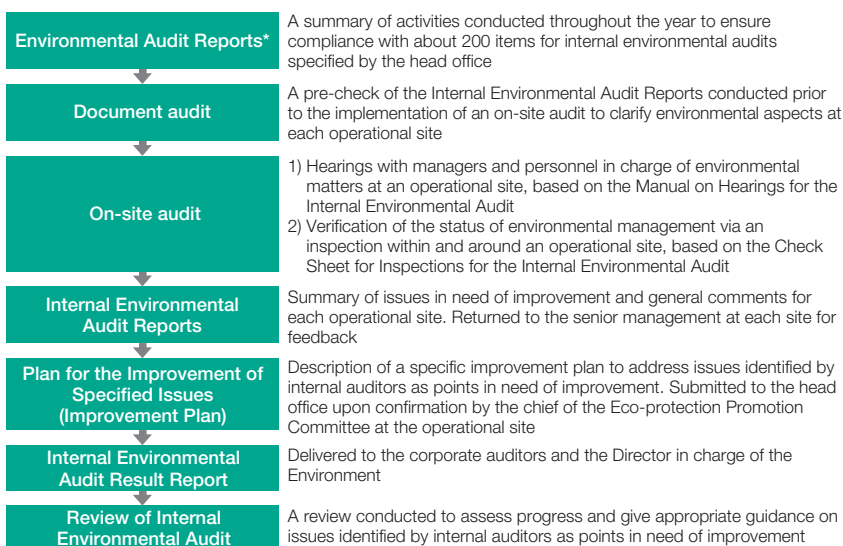 Environmental Audit Reports*
A summary of activities conducted throughout the year to ensure
compliance with about 200 items for internal environmental audits
specified by the head office
Document audit
A pre-check of the Internal Environmental Audit Reports conducted prior
to the implementation of an on-site audit to clarify environmental aspects at
each operational site
On-site audit
1) Hearings with managers and personnel in charge of environmental
matters at an operational site, based on the Manual on Hearings for the
Internal Environmental Audit
2) Verification of the status of environmental management via an
inspection within and around an operational site, based on the Check
Sheet for Inspections for the Internal Environmental Audit
Internal Environmental
Audit Reports
Summary of issues in need of improvement and general comments for
each operational site. Returned to the senior management at each site for
feedback
Plan for the Improvement of
Specified Issues
(Improvement Plan)
Description of a specific improvement plan to address issues identified by
internal auditors as points in need of improvement. Submitted to the head
office upon confirmation by the chief of the Eco-protection Promotion
Committee at the operational site
Internal Environmental
Audit Result Report
Delivered to the corporate auditors and the Director in charge of the
Environment
Review of Internal
Environmental Audit
A review conducted to assess progress and give appropriate guidance on
issues identified by internal auditors as points in need of improvement